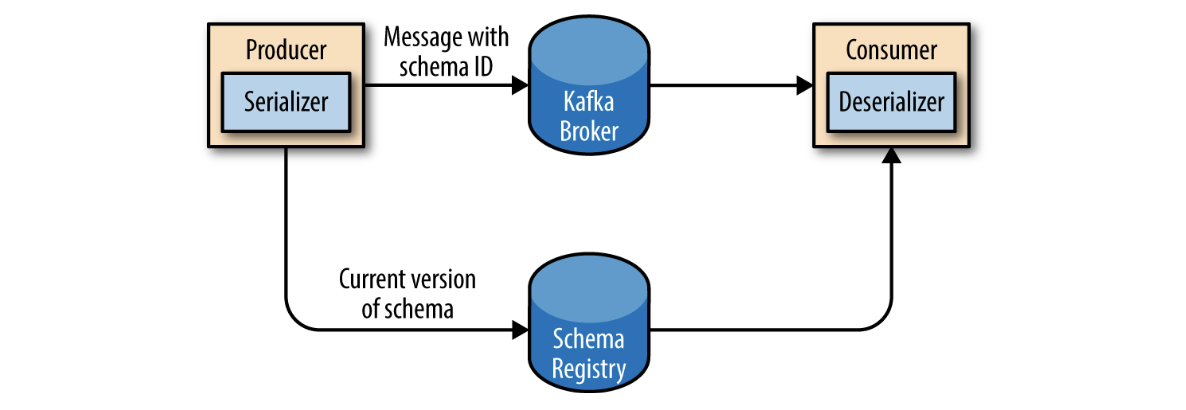 Producer
Serializer
Message with
schema ID
Kafka
Broker
Consumer
Deserializer
Current version
of schema
Schema
Registry